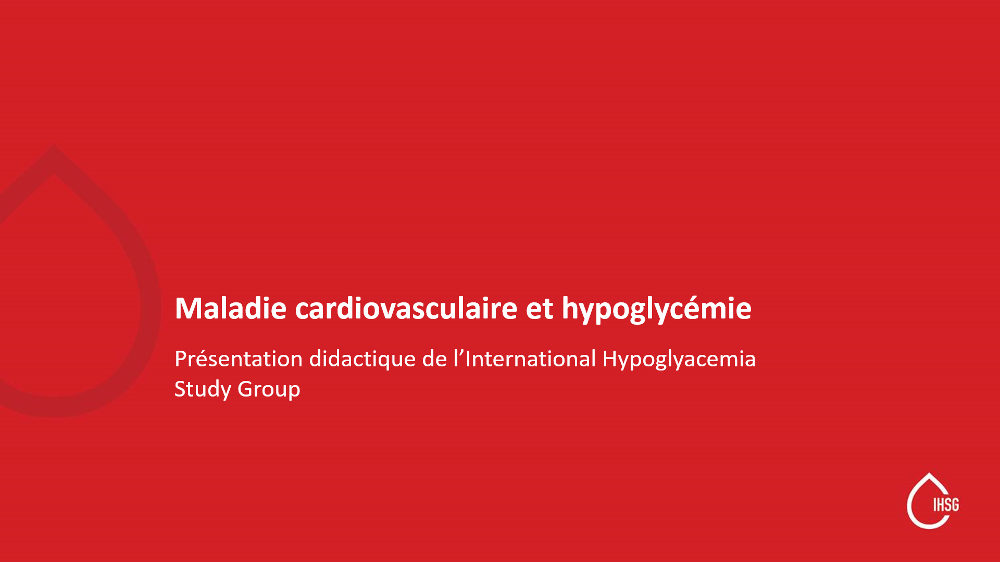 Maladie cardiovasculaire et hypoglycémie
Présentation didactique de l’International Hypoglyacemia
Study Group
IHSG